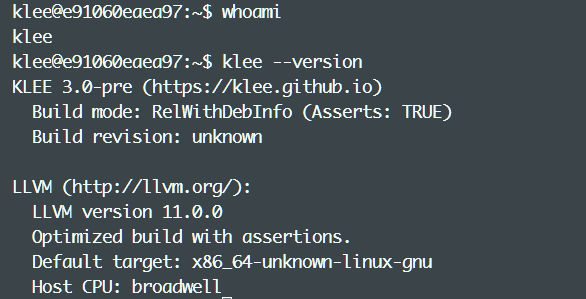 klee@e91060eaea97:~$ whoami
klee
klee@e91060eaea97:~$ klee --version
KLEE 3.0-pre (https://klee.github.io)
  Build mode: RelWithDebInfo (Asserts: TRUE)
  Build revision: unknown

LLVM (http://llvm.org/):
  LLVM version 11.0.0
  Optimized build with assertions.
  Default target: x86_64-unknown-linux-gnu
  Host CPU: broadwell